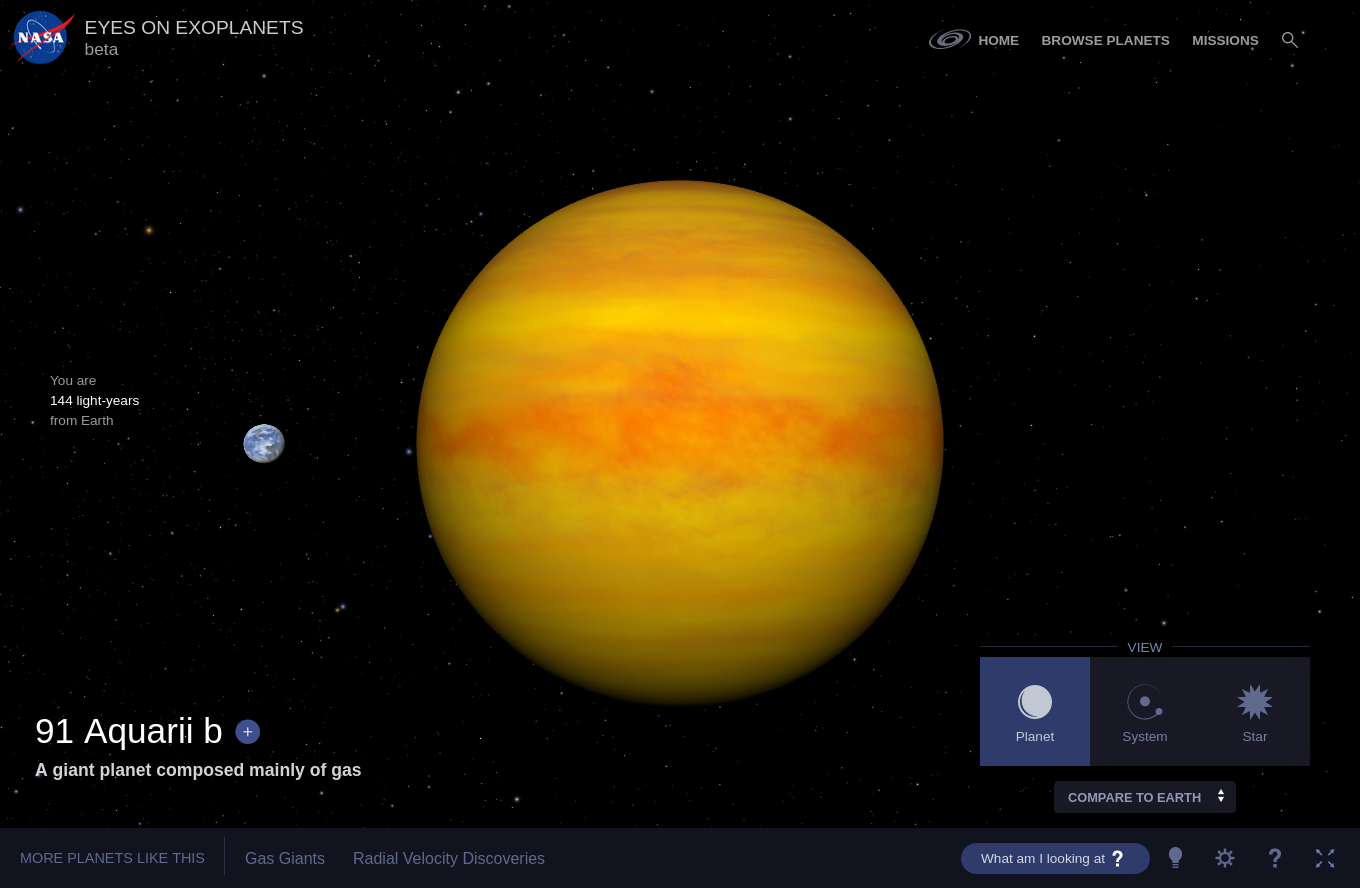 NASA
EYES ON EXOPLANETS
beta
HOME BROWSE PLANETS MISSIONS
You are
144 light-years
from Earth
VIEW
Planet System Star
91 Aquarii b +
A giant planet composed mainly of gas
COMPARE TO EARTH
MORE PLANETS LIKE THIS Gas Giants Radial Velocity Discoveries What am I looking at ? ?